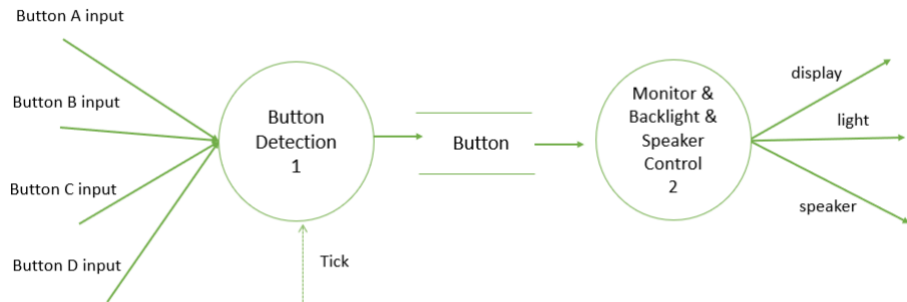 Button A input
Button B input
Button C input
Button D input
Button
Detection
1
Tick
Button
Monitor &
Backlight &
Speaker
Control
2
display
light
speaker